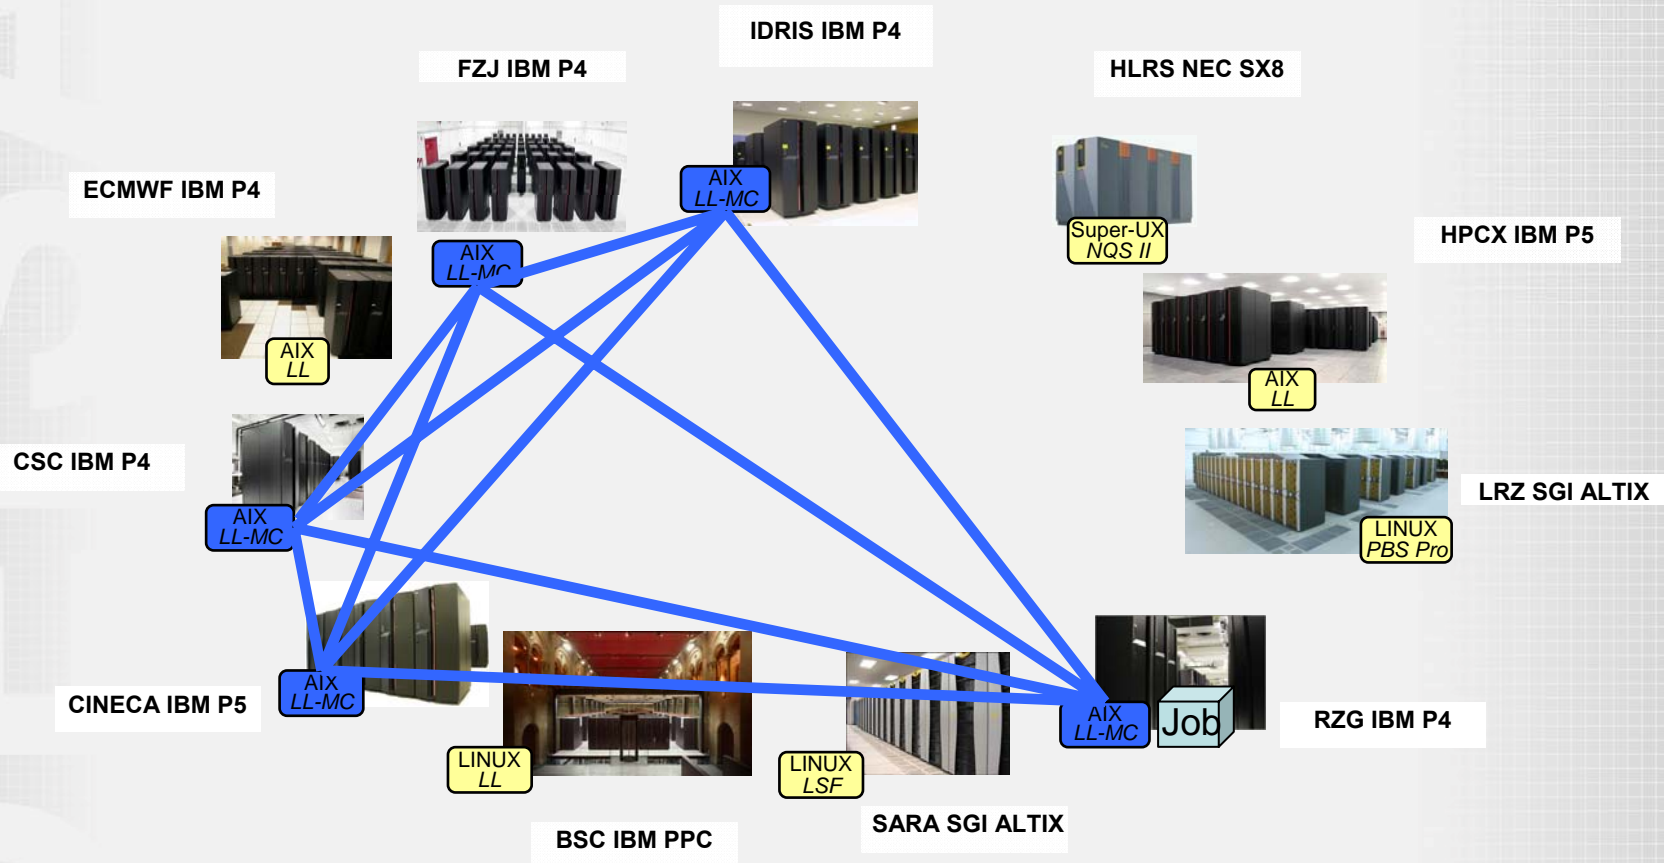 IDRIS IBM P4
FZJ IBM P4
HLRS NEC SX8
ECMWF IBM P4
AIX
LL-MC
Super-UX
NQS II
HPCX IBM P5
AIX
LL-MC
AIX
LL
AIX
LL
CSC IBM P4
LRZ SGI ALTIX
AIX
LL-MC
LINUX
PBS Pro
CINECA IBM P5
AIX
LL-MC
AIX
LL-MC
Job
RZG IBM P4
LINUX
LL
LINUX
LSF
SARA SGI ALTIX
BSC IBM PPC